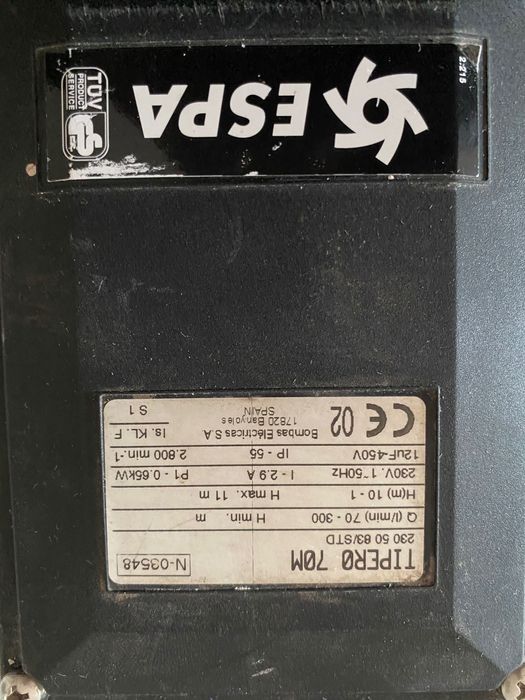 TIPERO 70M N-03548
230 50 83/STD
Q (l/min) 70 - 300 H min. m
H(m) 10 - 1 H max. 11 m
230V. 1~50Hz I - 2.9 A P1 - 0.65kW
12uF-450V IP - 55 2.800 min.-1
CE 02 Bombas Eléctricas S.A Is. KL. F
17820 Banyoles
SPAIN S 1
ESPA
TÜV
PRODUCT
SERVICE